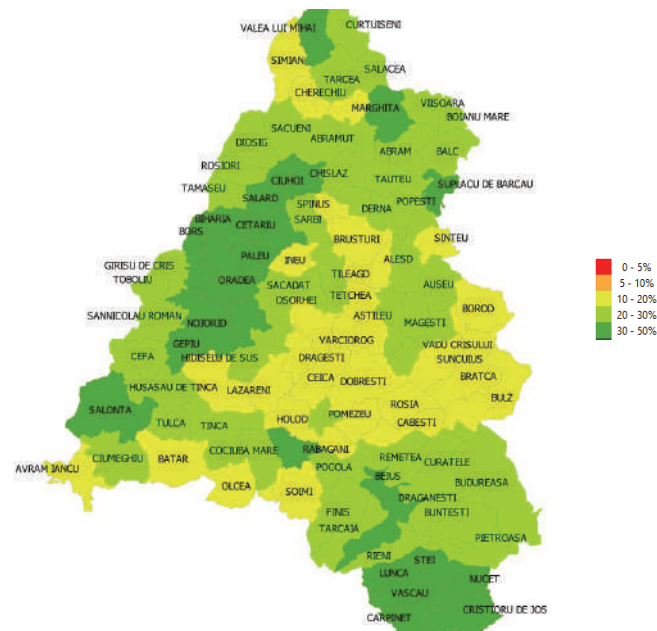 VALEA LUI MIHAI
CURTUISENI
SIMIAN
SALACEA
TARCEA
CHERECHIU
MARGHITA
VIISOARA
BOIANU MARE
SACUENI
ABRAMUT
DIOSIG
ABRAM
BALC
ROSIORI
CHISLAZ
CIUHOI
TAUTEU
SUPLACU DE BARCAU
TAMASEU
SALARD
SPINUS
POPESTI
DERNA
BIHARIA
SARBI
CETARIU
BORS
BRUSTURI
SINTEU
PALEU
INEU
ALESD
GIRISU DE CRIS
TILEAGD
TOBOLIU
ORADEA
SACADAT
AUSEU
OSORHEI
TETCHEA
BOROD
SANNICOLAU ROMAN
ASTILEU
NOJORID
MAGESTI
VARCIOROG
GEPIU
VADU CRISULUI
CEFA
HIDISELU DE SUS
DRAGESTI
SUNCUIUS
CEICA
BRATCA
DOBRESTI
HUSASAU DE TINCA
LAZARENI
BULZ
ROSIA
SALONTA
HOLOD
POMEZEU
TULCA
TINCA
CABESTI
COCIUBA MARE
RABAGANI
CIUMEGHIU
BATAR
REMETEA
AVRAM IANCU
POCOLA
CURATELE
BEIUS
BUDUREASA
OLCEA
SOIMI
DRAGANESTI
FINIS
BUNTESTI
TARCAIA
PIETROASA
RIENI
STEI
LUNCA
NUCET
VASCAU
CRISTIORU DE JOS
CARPINET
0 - 5%
5 - 10%
10 - 20%
20 - 30%
30 - 50%